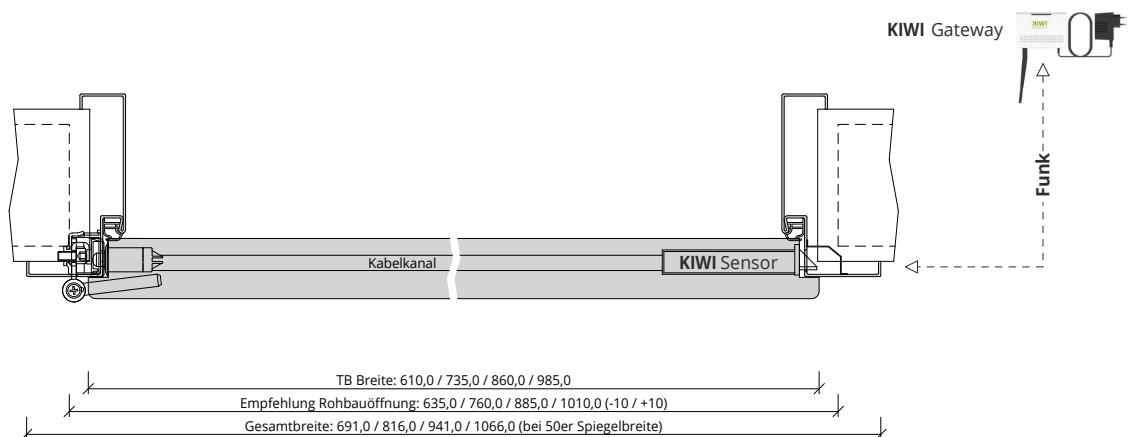 KIWI Gateway
KIWI
Funk
Kabelkanal
KIWI Sensor
TB Breite: 610,0 / 735,0 / 860,0 / 985,0
Empfehlung Rohbauöffnung: 635,0 / 760,0 / 885,0 / 1010,0 (-10 / +10)
Gesamtbreite: 691,0 / 816,0 / 941,0 / 1066,0 (bei 50er Spiegelbreite)